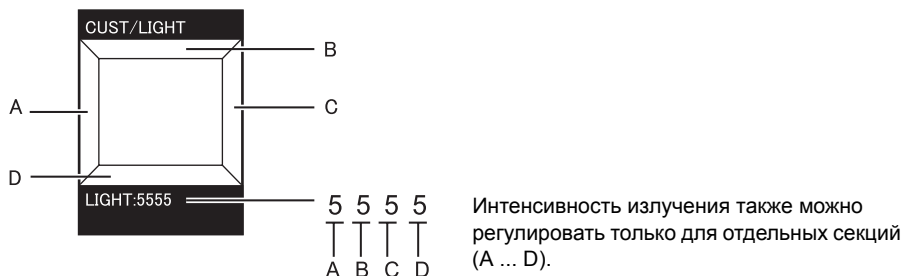 CUST/LIGHT
B
A
C
D
LIGHT:5555
5 5 5 5
A B C D
Интенсивность излучения также можно
регулировать только для отдельных секций
(A ... D).